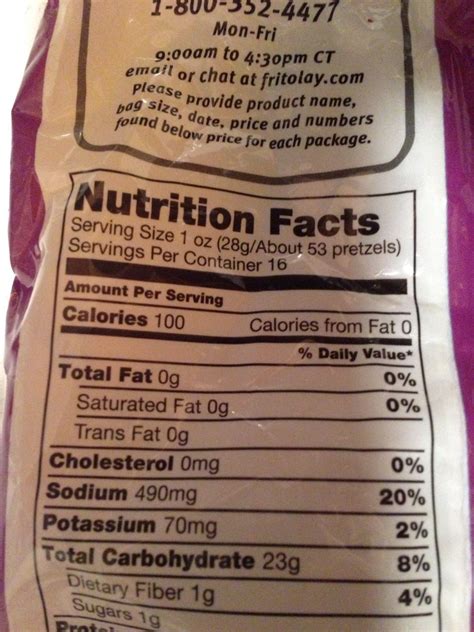 1-800-352-4477
Mon-Fri
9:00am to 4:30pm CT
email or chat at fritolay.com
Please provide product name,
bag size, date, price and numbers
found below price for each package.
Nutrition Facts
Serving Size 1 oz (28g/About 53 pretzels)
Servings Per Container 16
Amount Per Serving
Calories 100 Calories from Fat 0
% Daily Value*
Total Fat 0g 0%
Saturated Fat 0g 0%
Trans Fat 0g
Cholesterol 0mg 0%
Sodium 490mg 20%
Potassium 70mg 2%
Total Carbohydrate 23g 8%
Dietary Fiber 1g 4%
Sugars 1g